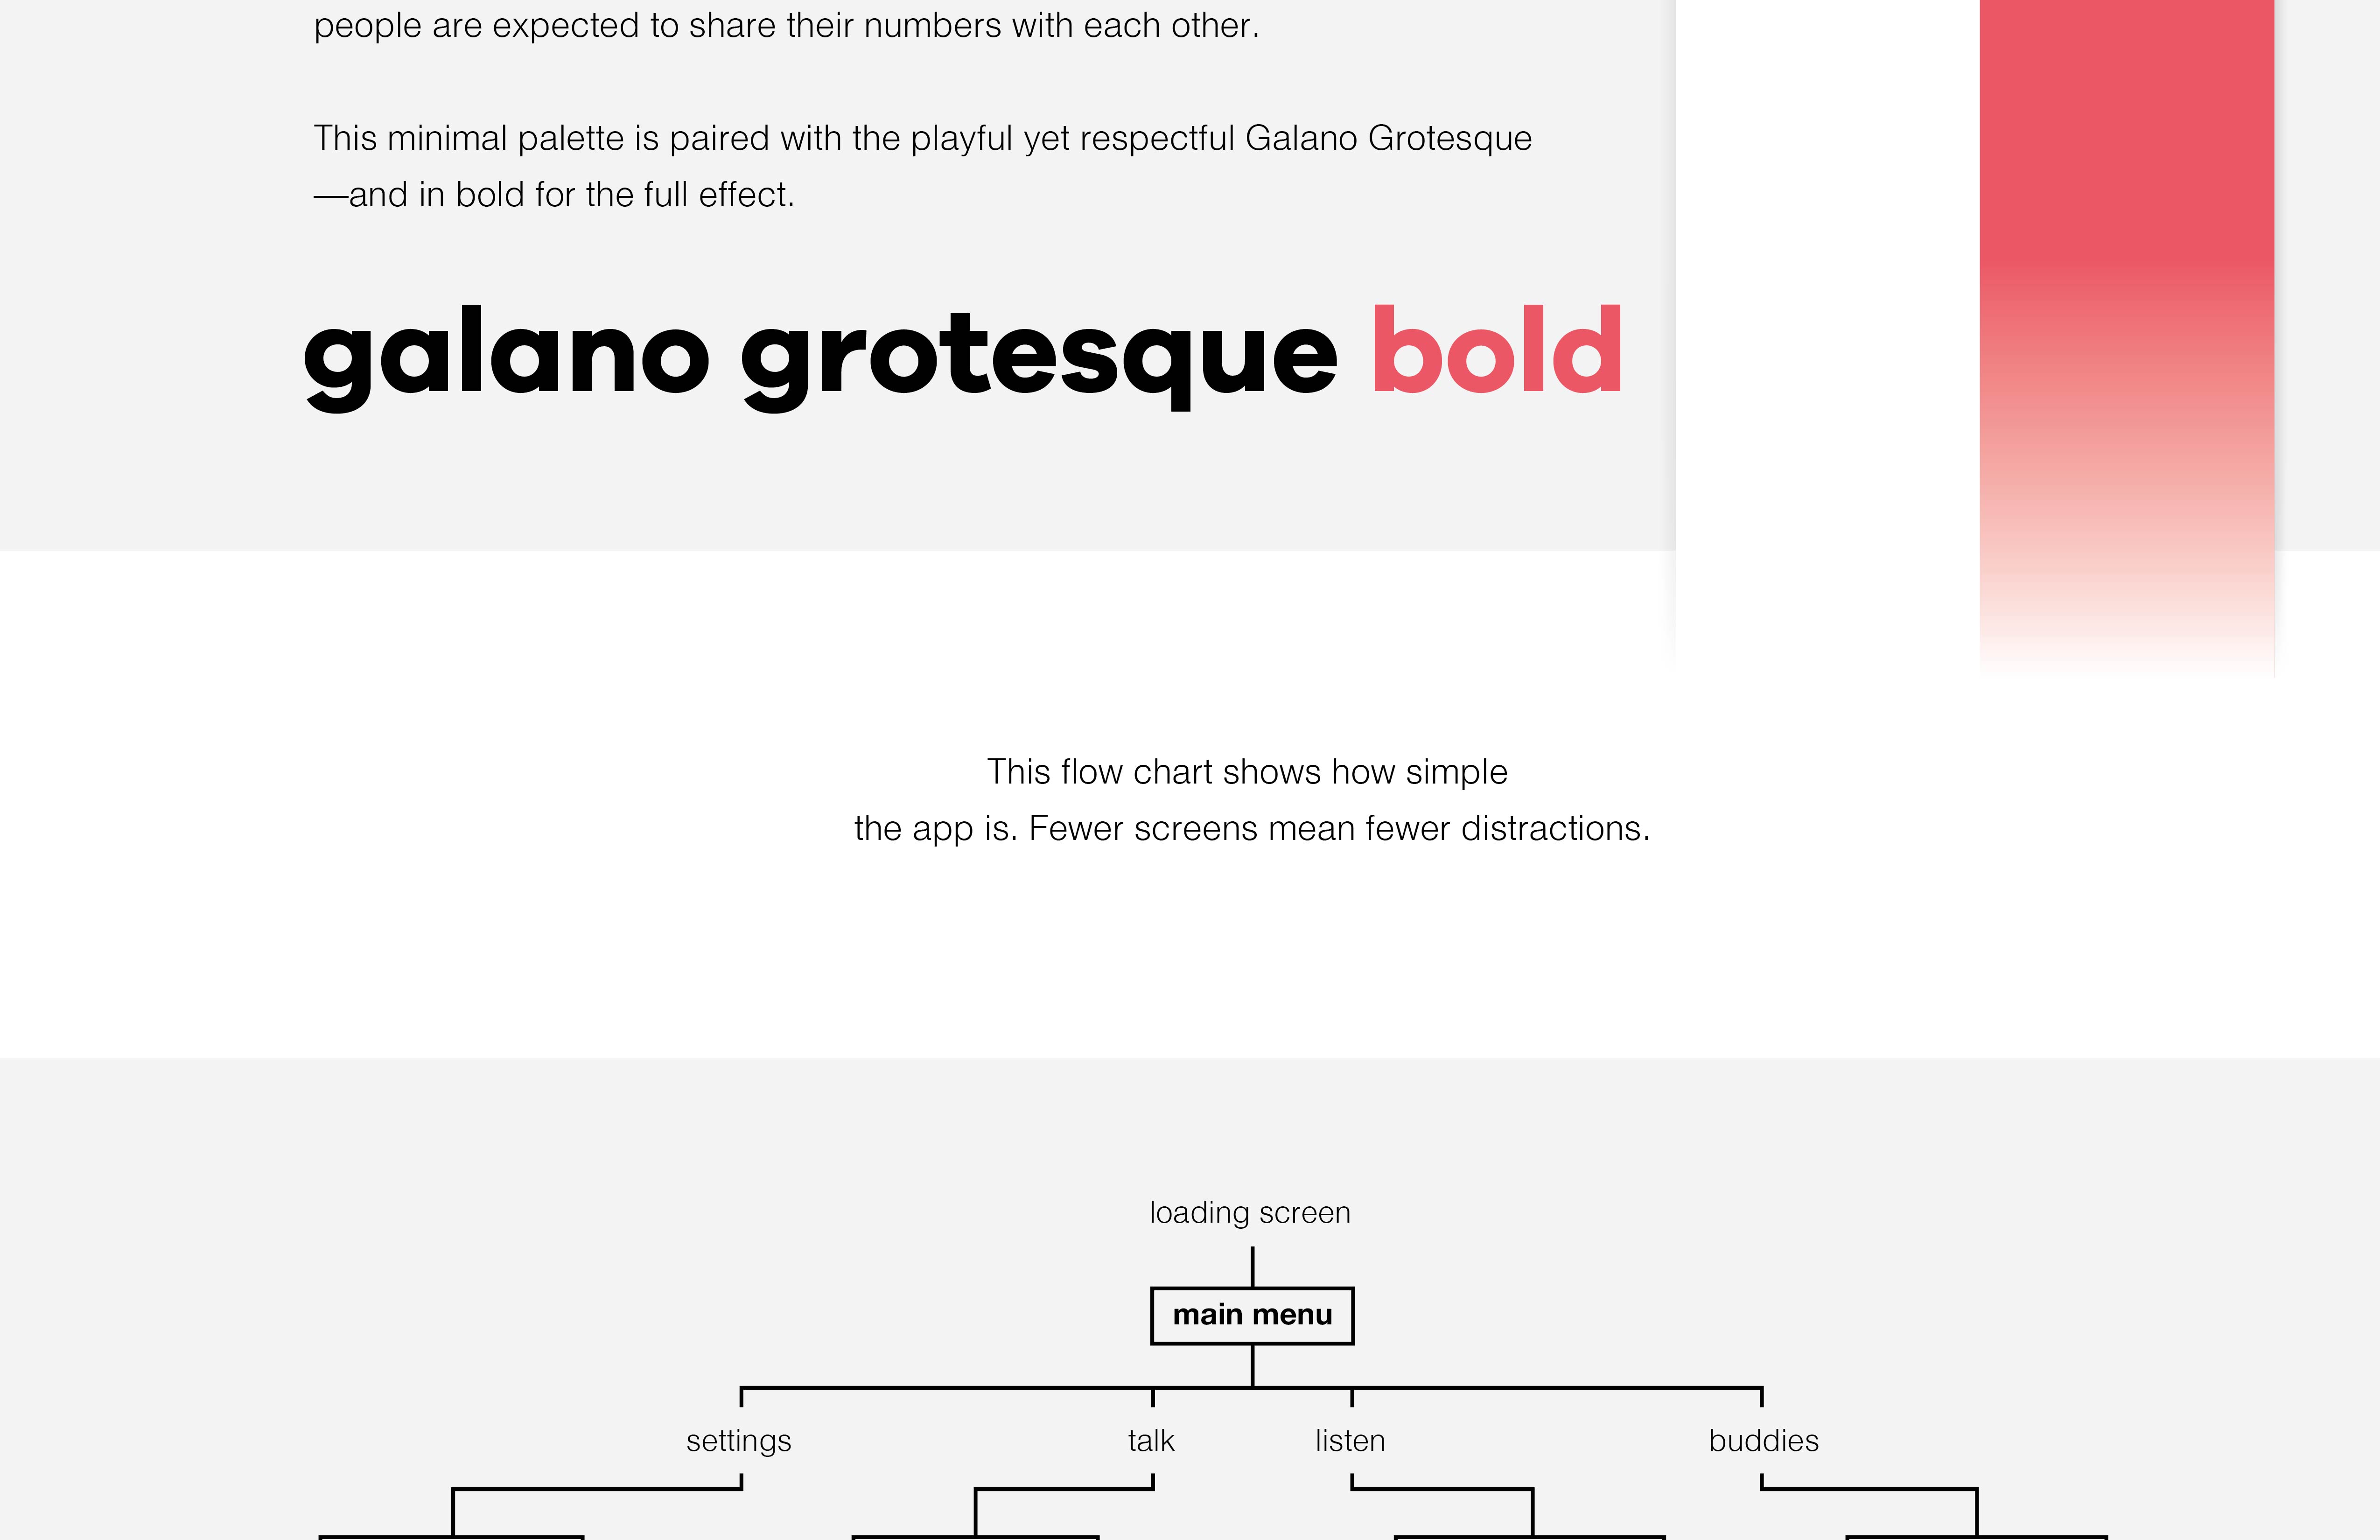 people are expected to share their numbers with each other.
This minimal palette is paired with the playful yet respectful Galano Grotesque
—and in bold for the full effect.
galano grotesque bold
This flow chart shows how simple
the app is. Fewer screens mean fewer distractions.
loading screen
main menu
settings talk listen buddies